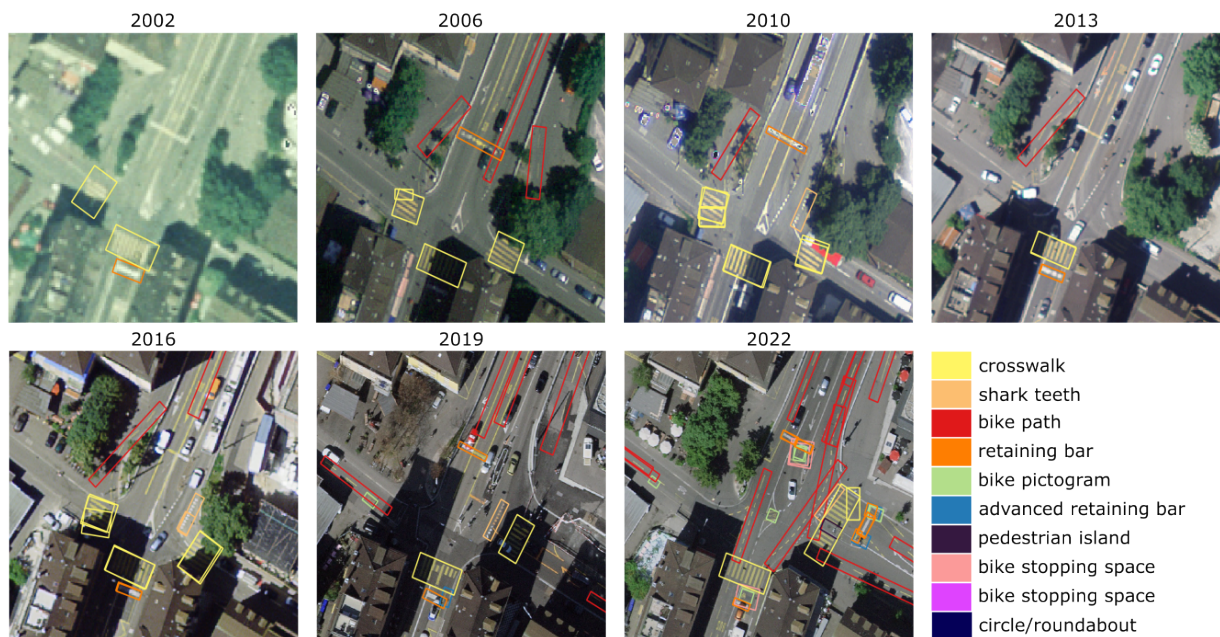 2002
2006
2010
2013
2016
2019
2022
crosswalk
shark teeth
bike path
retaining bar
bike pictogram
advanced retaining bar
pedestrian island
bike stopping space
bike stopping space
circle/roundabout